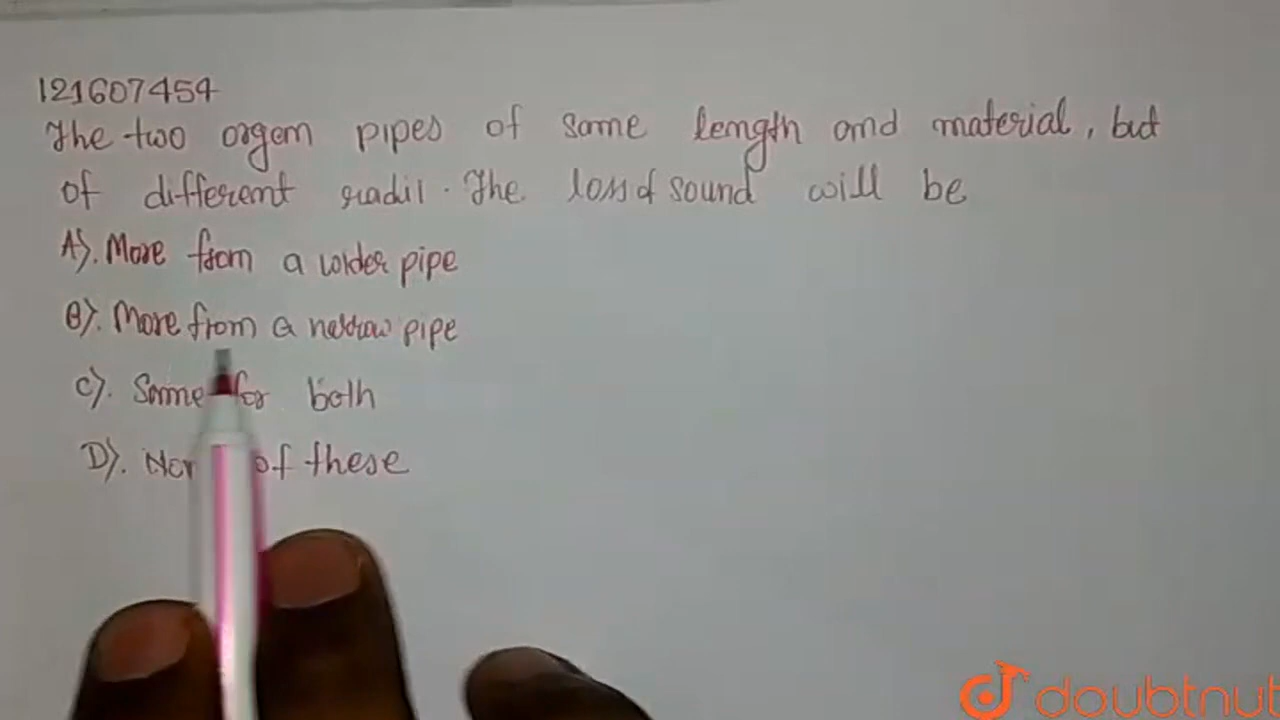 121607454
The two orgem pipes of same length and material, but
of different radii. The loss of sound will be
A). More from a wider pipe
B). More from a narrow pipe
C). Same for both
D). of these
doubtnut